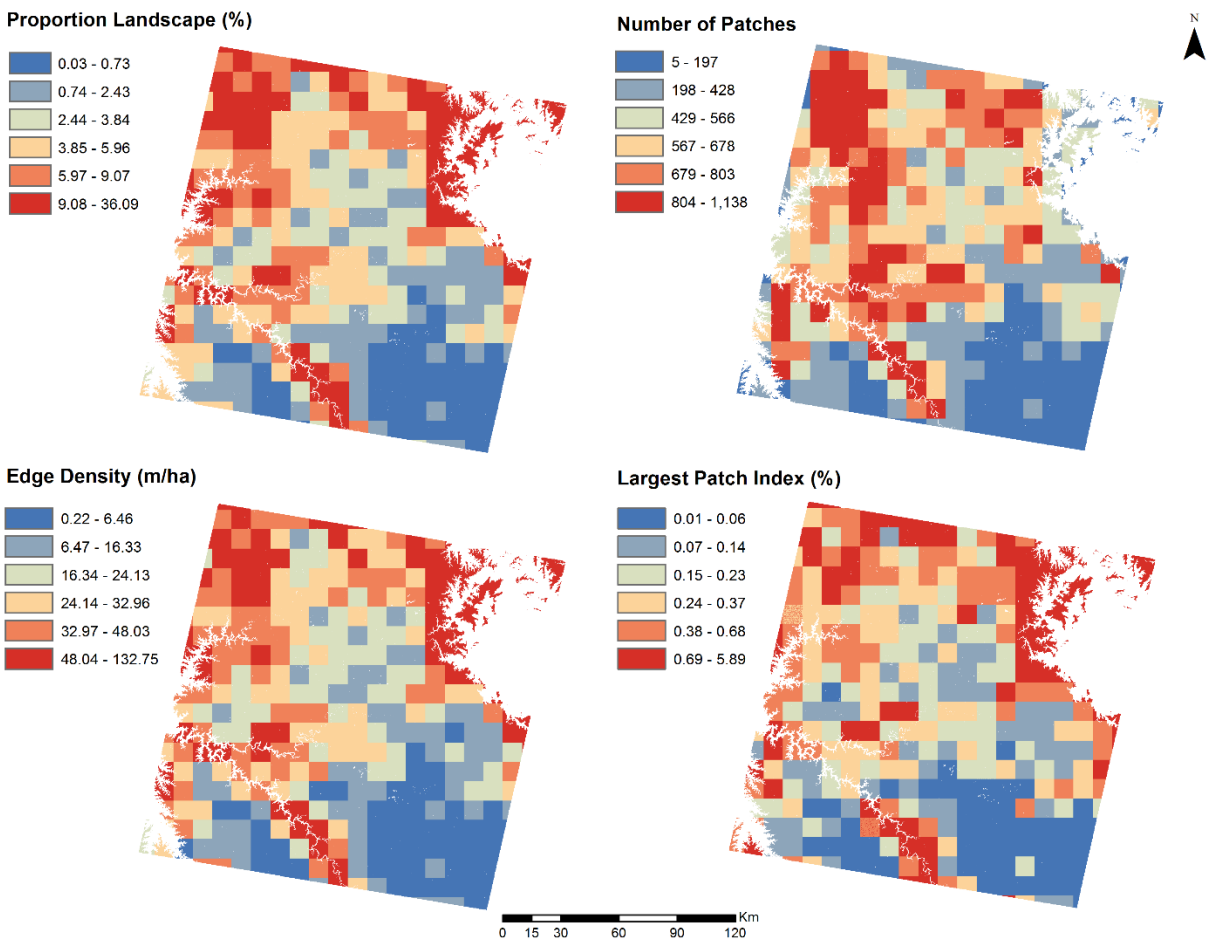 Proportion Landscape (%)
0.03 - 0.73
0.74 - 2.43
2.44 - 3.84
3.85 - 5.96
5.97 - 9.07
9.08 - 36.09
Number of Patches
5 - 197
198 - 428
429 - 566
567 - 678
679 - 803
804 - 1,138
N
Edge Density (m/ha)
0.22 - 6.46
6.47 - 16.33
16.34 - 24.13
24.14 - 32.96
32.97 - 48.03
48.04 - 132.75
Largest Patch Index (%)
0.01 - 0.06
0.07 - 0.14
0.15 - 0.23
0.24 - 0.37
0.38 - 0.68
0.69 - 5.89
Km
0 15 30 60 90 120